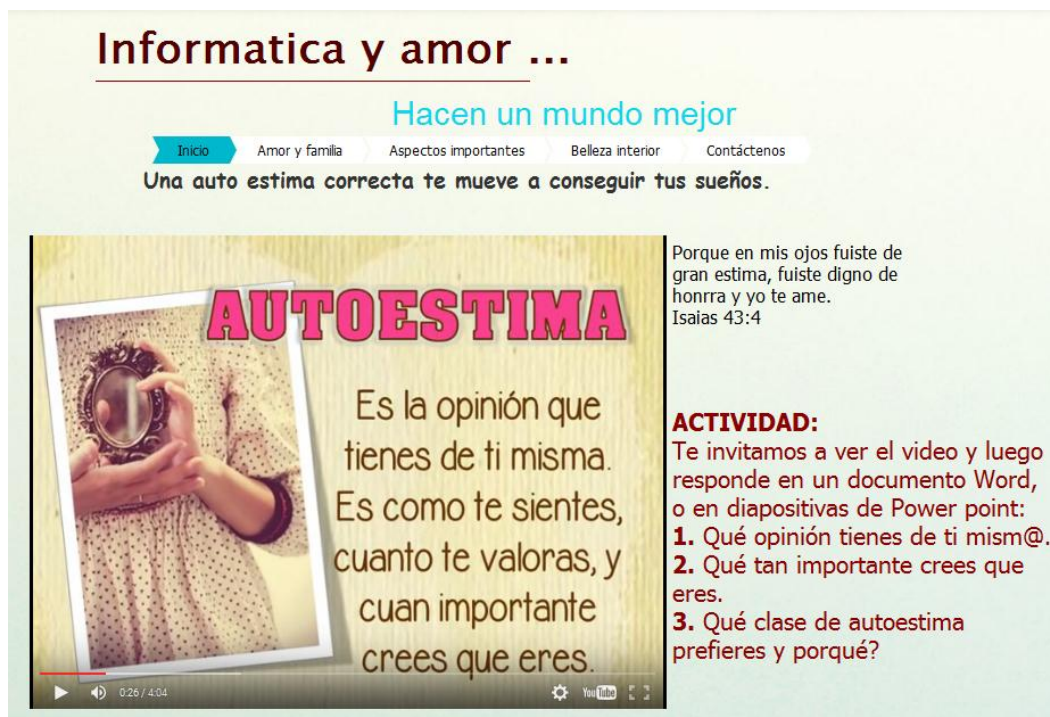 Informatica y amor ...
Hacen un mundo mejor
Inicio Amor y familia Aspectos importantes Belleza interior Contáctenos
Una auto estima correcta te mueve a conseguir tus sueños.
AUTOESTIMA
Es la opinión que
tienes de ti misma.
Es como te sientes,
cuanto te valoras, y
cuan importante
crees que eres.
0:26 / 4:04
YouTube
Porque en mis ojos fuiste de
gran estima, fuiste digno de
honrra y yo te ame.
Isaias 43:4
ACTIVIDAD:
Te invitamos a ver el video y luego
responde en un documento Word,
o en diapositivas de Power point:
1. Qué opinión tienes de ti mism@.
2. Qué tan importante crees que
eres.
3. Qué clase de autoestima
prefieres y porqué?